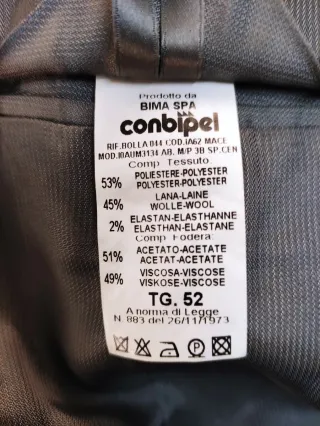 Prodotto da
BIMA SPA
conbipel
RIF.BOLLA 044 COD.IA62 MACE
MOD.I0AUM3134 AB. M/P 3B SP.CEN
Comp Tessuto.
53% POLIESTERE-POLYESTER
POLYESTER-POLYESTER
45% LANA-LAINE
WOLLE-WOOL
2% ELASTAN-ELASTHANNE
ELASTHAN-ELASTANE
Comp Fodera:
51% ACETATO-ACETATE
ACETAT-ACETATE
49% VISCOSA-VISCOSE
VISKOSE-VISCOSE
TG. 52
A norma di Legge
N. 883 del 26/11/1973
P